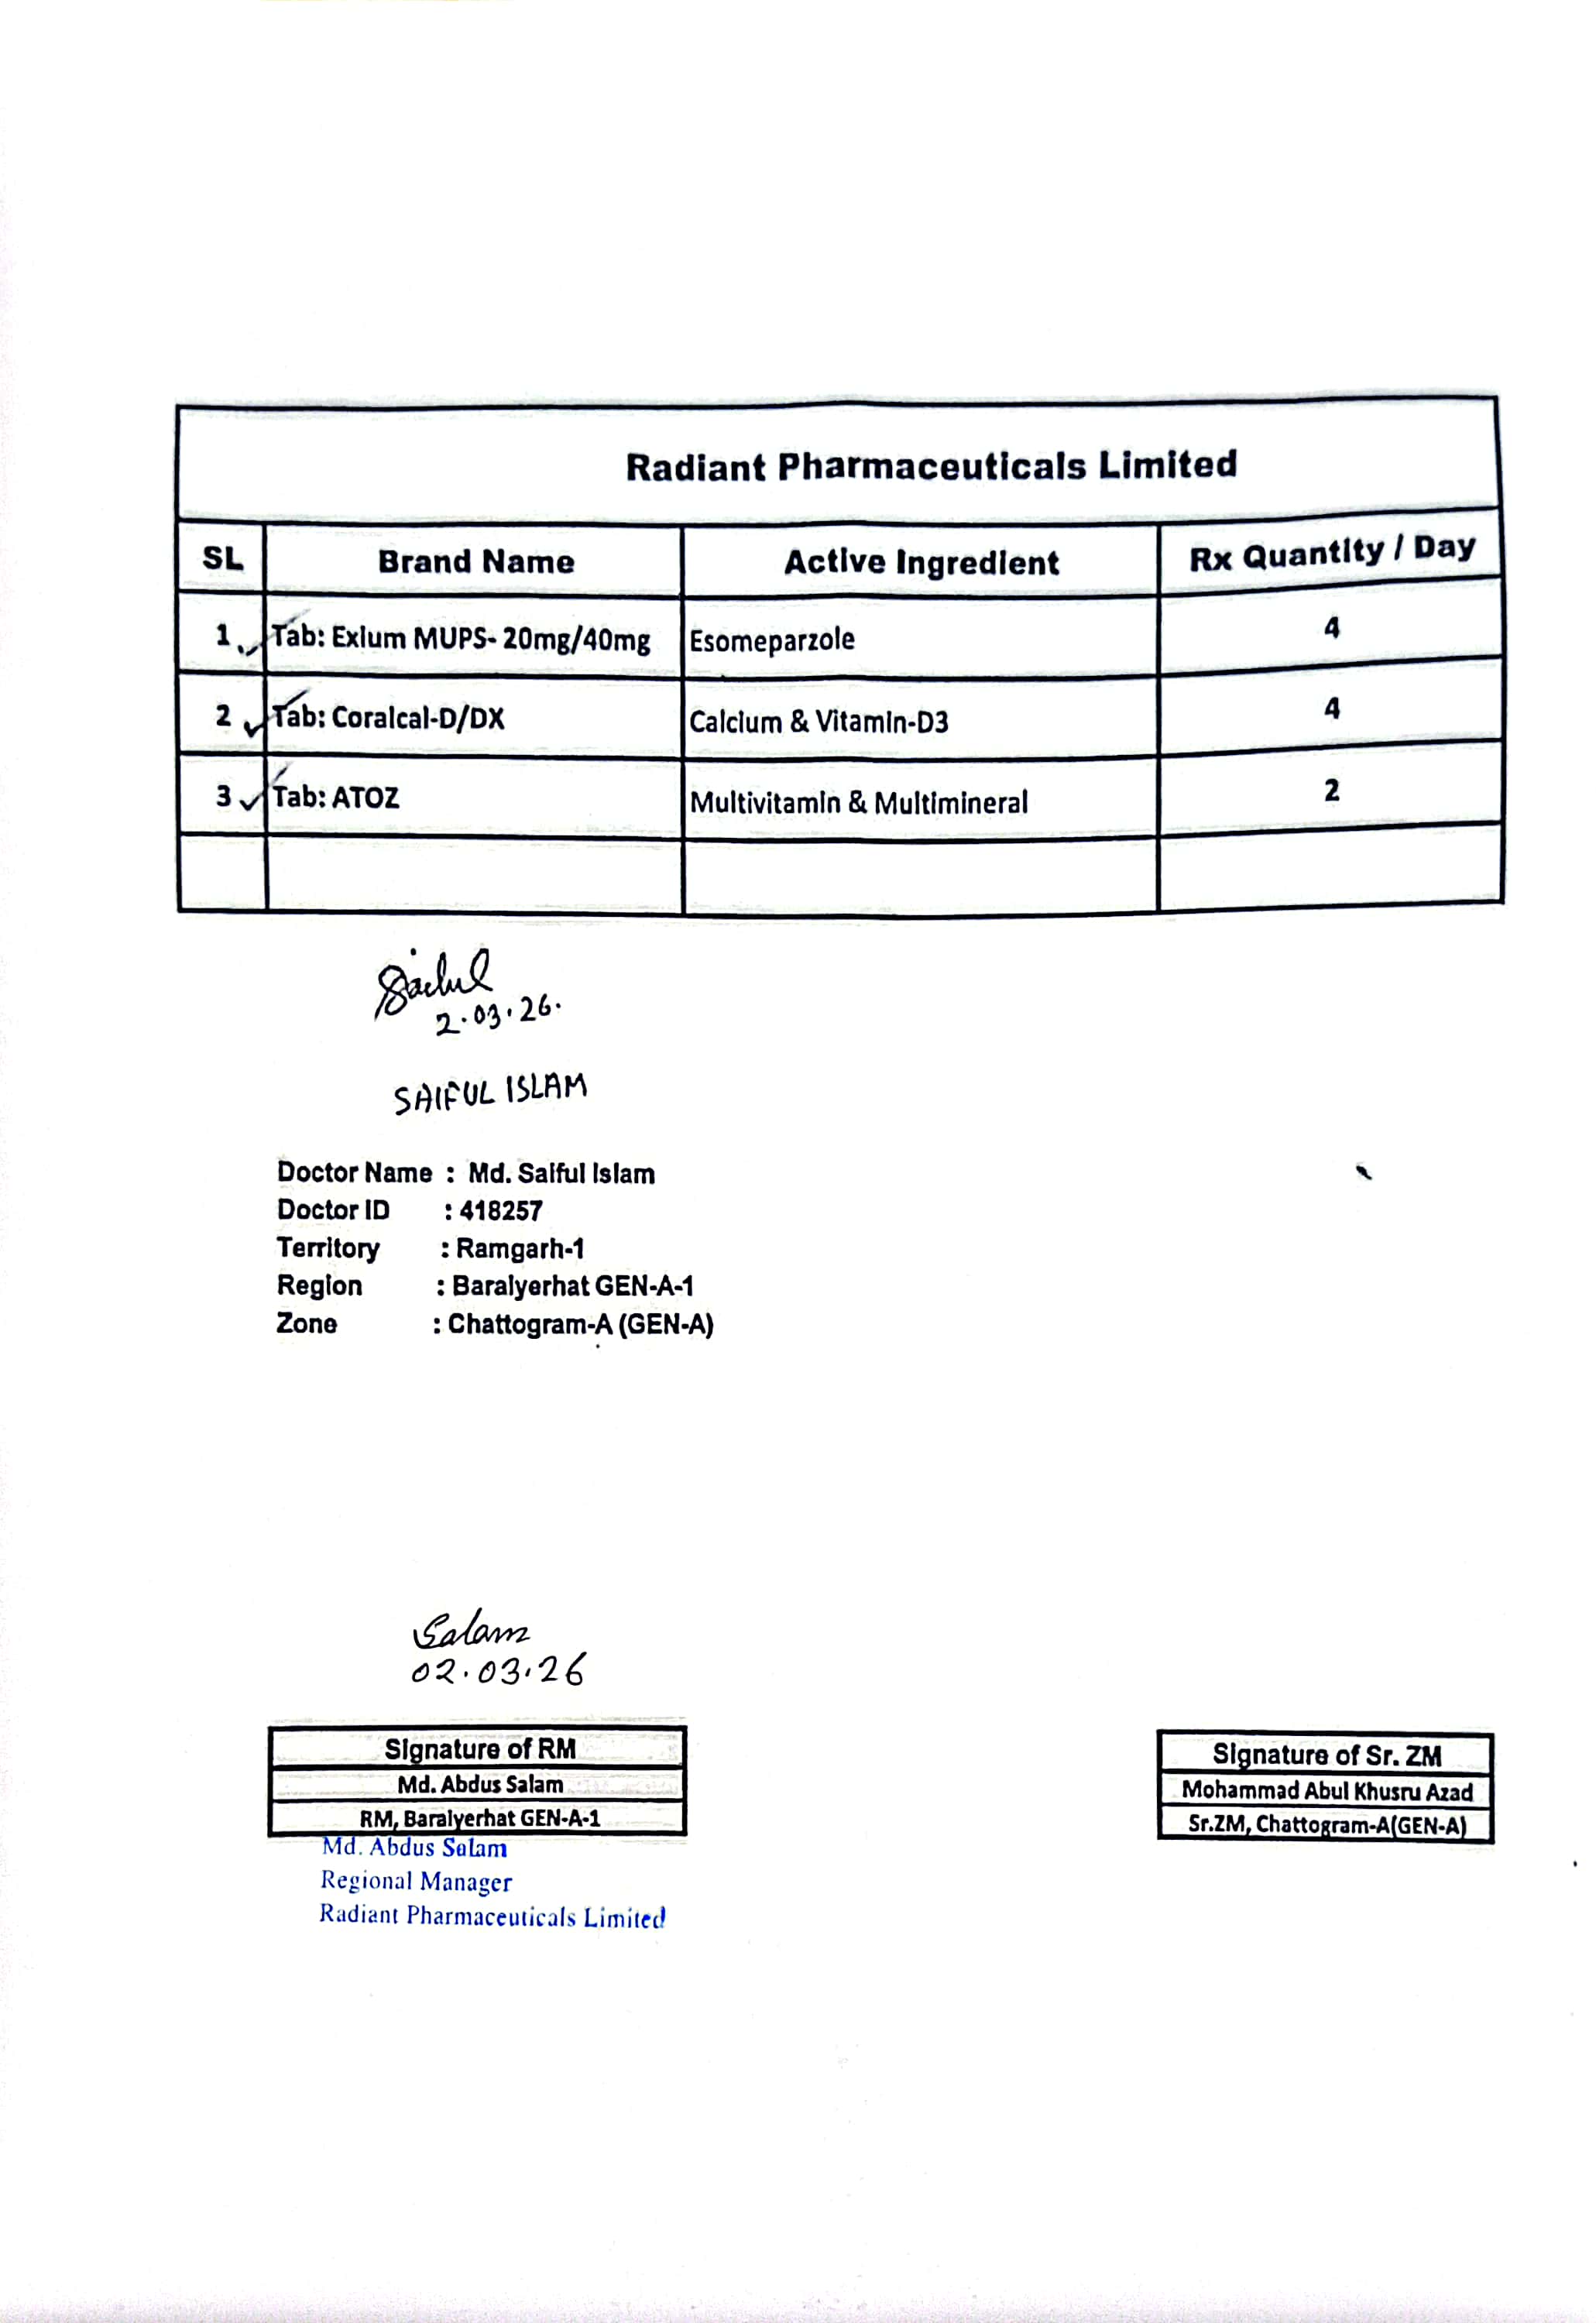 Radiant Pharmaceuticals Limited
SL Brand Name Active Ingredient Rx Quantity / Day
1 Tab: Exium MUPS- 20mg/40mg Esomeparzole 4
2 Tab: Coralcal-D/DX Calcium & Vitamin-D3 4
3 Tab: ATOZ Multivitamin & Multimineral 2
2.03.26.
SAIFUL ISLAM
Doctor Name : Md. Saiful Islam
Doctor ID : 418257
Territory : Ramgarh-1
Region : Baraiyerhat GEN-A-1
Zone : Chattogram-A (GEN-A)
Salam
02.03.26
Signature of RM
Md. Abdus Salam
RM, Baraiyerhat GEN-A-1
Md. Abdus Salam
Regional Manager
Radiant Pharmaceuticals Limited
Signature of Sr. ZM
Mohammad Abul Khusru Azad
Sr.ZM, Chattogram-A(GEN-A)